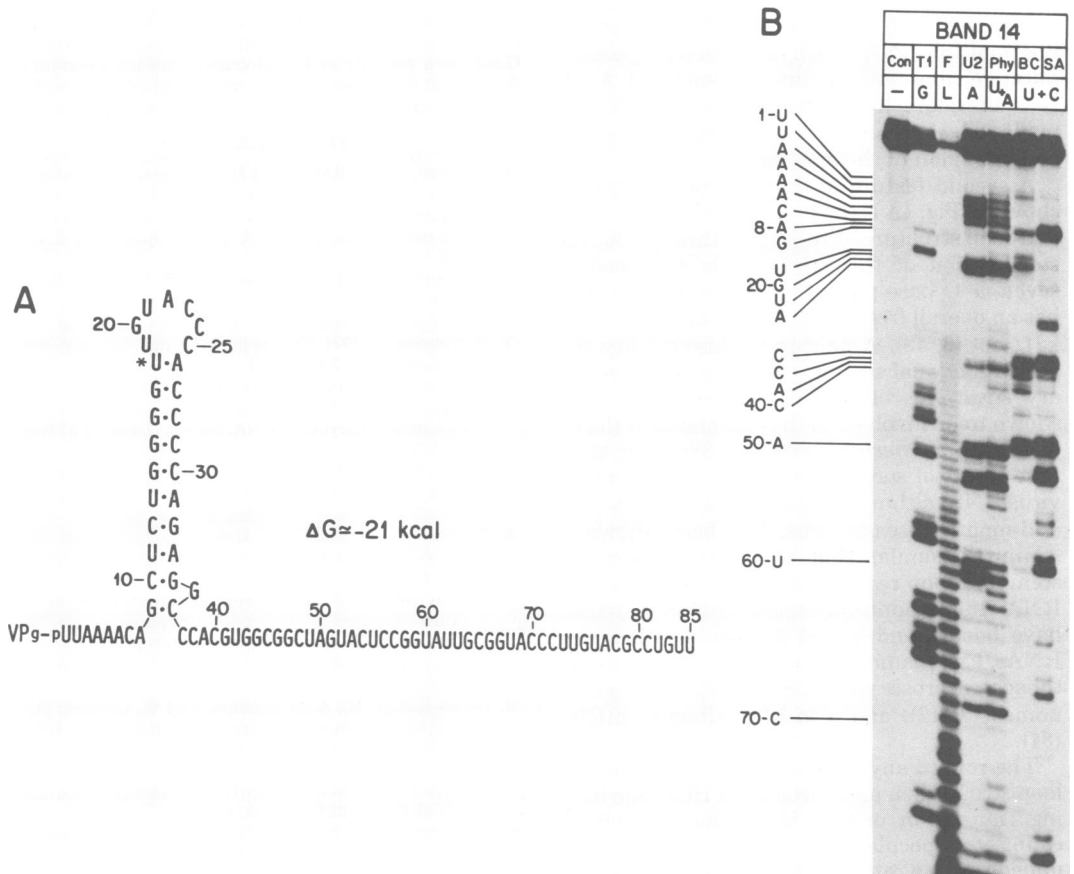 A
U A C
20-G C
U C-25
*U·A
G·C
G·C
G·C
G·C-30
U·A
C·G
U·A
10-C·G G
G·C
ΔG≃-21 kcal
40 50 60 70 80 85
VPg-pUUAAAACA CCACGUGGCGGCUAGUACUCCGGUAUUGCGGUACCCUUGUACGCCUGUU
B
BAND 14
Con T1 F U2 Phy BC SA
- G L A U+A U+C
1-U
U
A
A
A
A
C
8-A
G
U
20-G
U
A
C
C
A
40-C
50-A
60-U
70-C